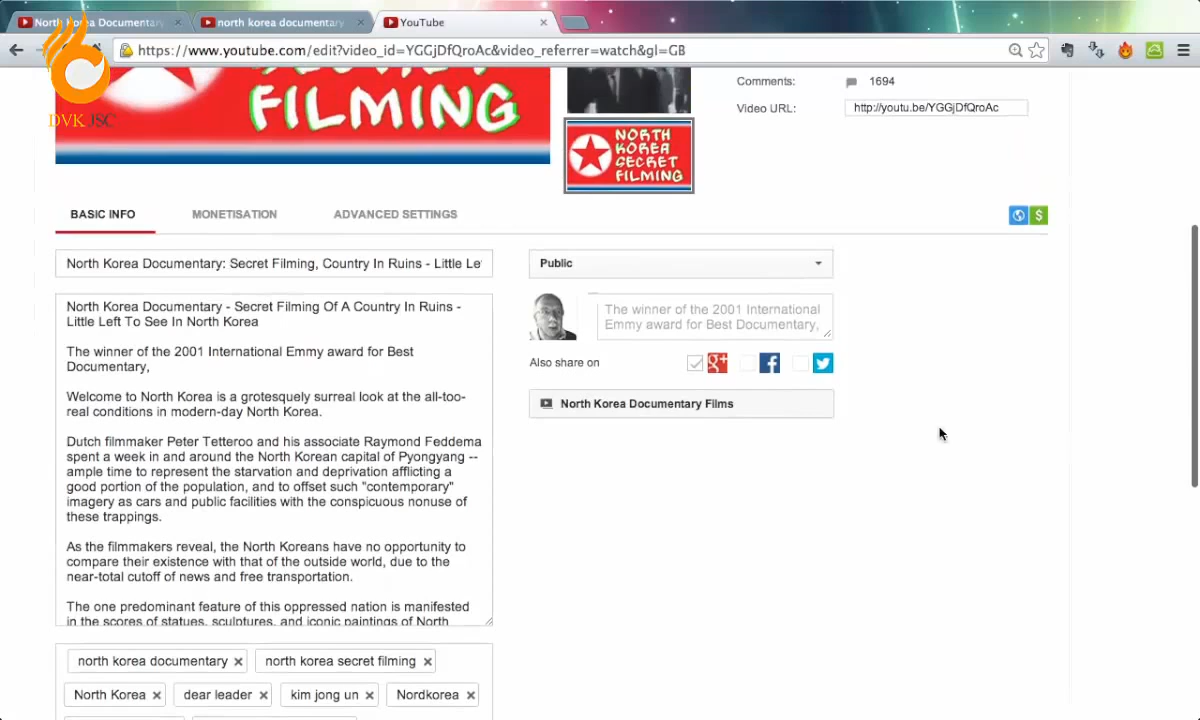 North Korea Documentary
north korea documentary
YouTube
https://www.youtube.com/edit?video_id=YGGjDfQroAc&video_referrer=watch&gl=GB
DVK JSC
FILMING
NORTH
KOREA
SECRET
FILMING
Comments: 1694
Video URL: http://youtu.be/YGGjDfQroAc
BASIC INFO MONETISATION ADVANCED SETTINGS
$
North Korea Documentary: Secret Filming, Country In Ruins - Little Le
Public
North Korea Documentary - Secret Filming Of A Country In Ruins -
Little Left To See In North Korea
The winner of the 2001 International Emmy award for Best
Documentary,
Welcome to North Korea is a grotesquely surreal look at the all-too-
real conditions in modern-day North Korea.
Dutch filmmaker Peter Tetteroo and his associate Raymond Feddema
spent a week in and around the North Korean capital of Pyongyang --
ample time to represent the starvation and deprivation afflicting a
good portion of the population, and to offset such "contemporary"
imagery as cars and public facilities with the conspicuous nonuse of
these trappings.
As the filmmakers reveal, the North Koreans have no opportunity to
compare their existence with that of the outside world, due to the
near-total cutoff of news and free transportation.
The one predominant feature of this oppressed nation is manifested
in the scores of statues, sculptures, and iconic paintings of North
The winner of the 2001 International
Emmy award for Best Documentary,
Also share on
North Korea Documentary Films
north korea documentary
north korea secret filming
North Korea
dear leader
kim jong un
Nordkorea